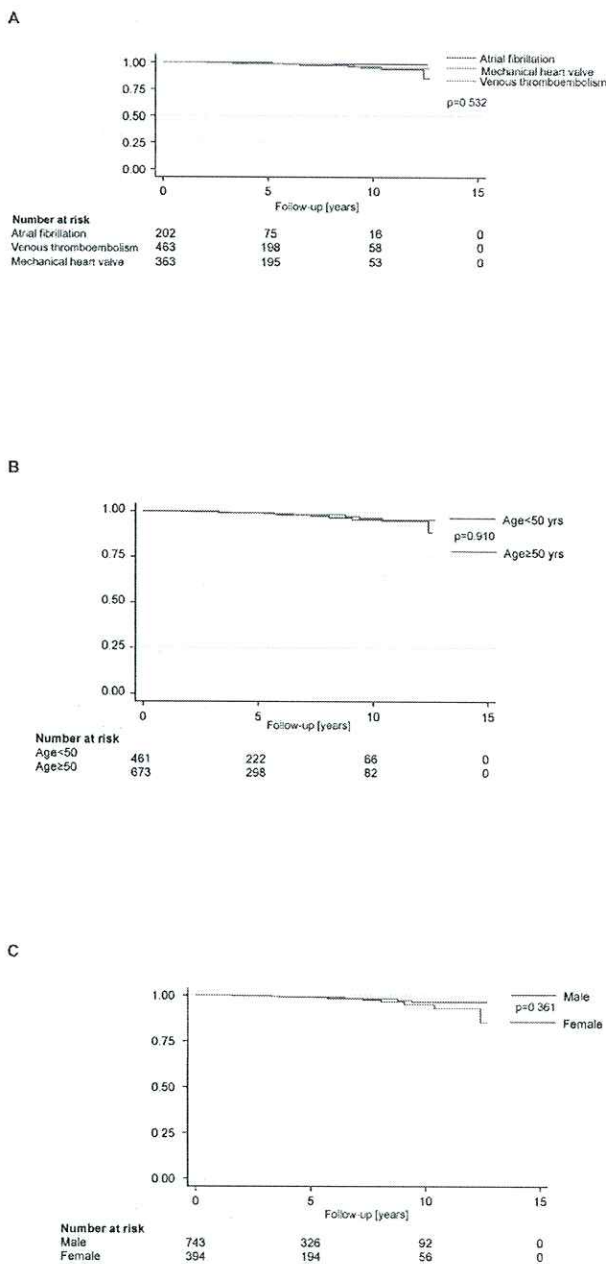 A
1.00
0.75
0.50
0.25
0.00
0 5 10 15
Follow-up [years]
Atrial fibrillation
Mechanical heart valve
Venous thromboembolism
p=0 532
Number at risk
Atrial fibrillation 202 75 16 0
Venous thromboembolism 463 198 58 0
Mechanical heart valve 363 195 53 0
B
1.00
0.75
0.50
0.25
0.00
0 5 10 15
Follow-up [years]
Age<50 yrs
p=0.910
Age≥50 yrs
Number at risk
Age<50 461 222 66 0
Age≥50 673 298 82 0
C
1.00
0 75
0 50
0 25
0 00
0 5 10 15
Follow-up [years]
Male
p=0 361
Female
Number at risk
Male 743 326 92 0
Female 394 194 56 0